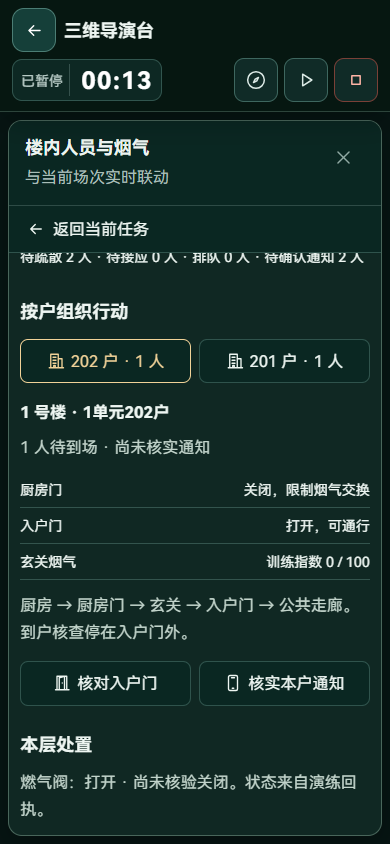 三维导演台
已暂停 00:13
楼内人员与烟气
与当前场次实时联动
返回当前任务
待疏散 2 人 · 待接应 0 人 · 排队 0 人 · 待确认通知 2 人
按户组织行动
202 户 · 1 人 201 户 · 1 人
1 号楼 · 1单元202户
1 人待到场 · 尚未核实通知
厨房门 关闭，限制烟气交换
入户门 打开，可通行
玄关烟气 训练指数 0 / 100
厨房 → 厨房门 → 玄关 → 入户门 → 公共走廊。
到户核查停在入户门外。
核对入户门 核实本户通知
本层处置
燃气阀：打开 · 尚未核验关闭。状态来自演练回
执。